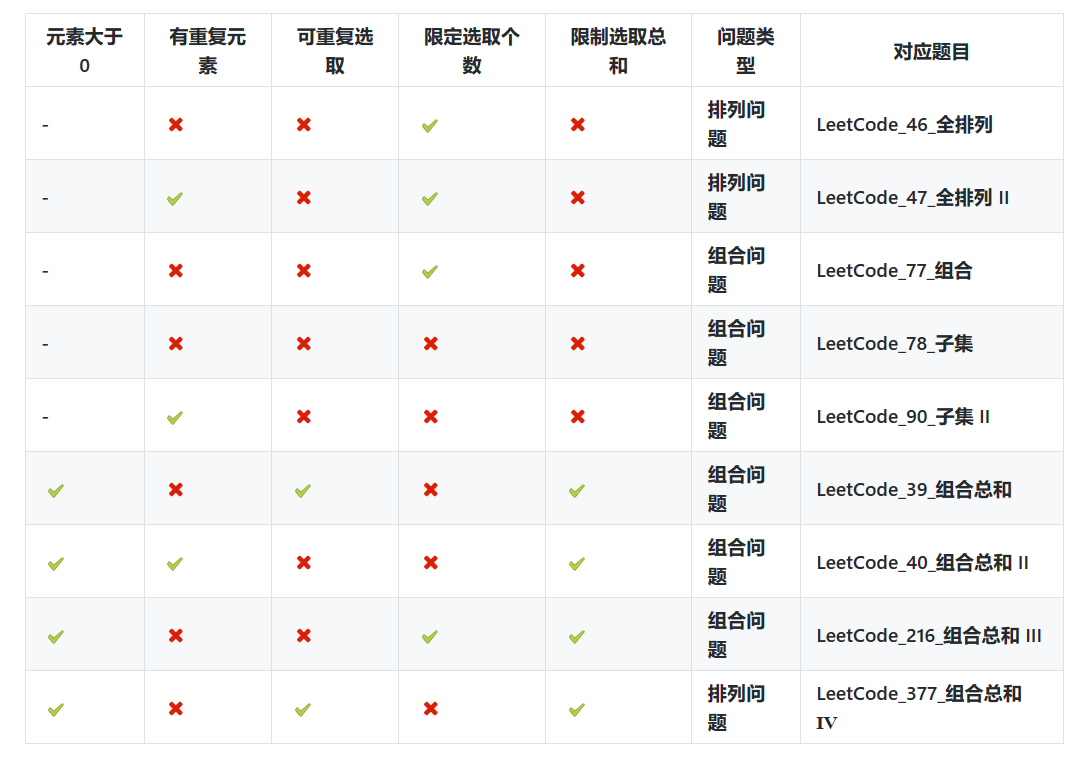 元素大于0 有重复元素 可重复选取 限定选取个数 限制选取总和 问题类型 对应题目
- ✖ ✖ ✔ ✖ 排列问题 LeetCode_46_全排列
- ✔ ✖ ✔ ✖ 排列问题 LeetCode_47_全排列 II
- ✖ ✖ ✔ ✖ 组合问题 LeetCode_77_组合
- ✖ ✖ ✖ ✖ 组合问题 LeetCode_78_子集
- ✔ ✖ ✖ ✖ 组合问题 LeetCode_90_子集 II
✔ ✖ ✔ ✖ ✔ 组合问题 LeetCode_39_组合总和
✔ ✔ ✖ ✖ ✔ 组合问题 LeetCode_40_组合总和 II
✔ ✖ ✖ ✔ ✔ 组合问题 LeetCode_216_组合总和 III
✔ ✖ ✔ ✖ ✔ 排列问题 LeetCode_377_组合总和 IV